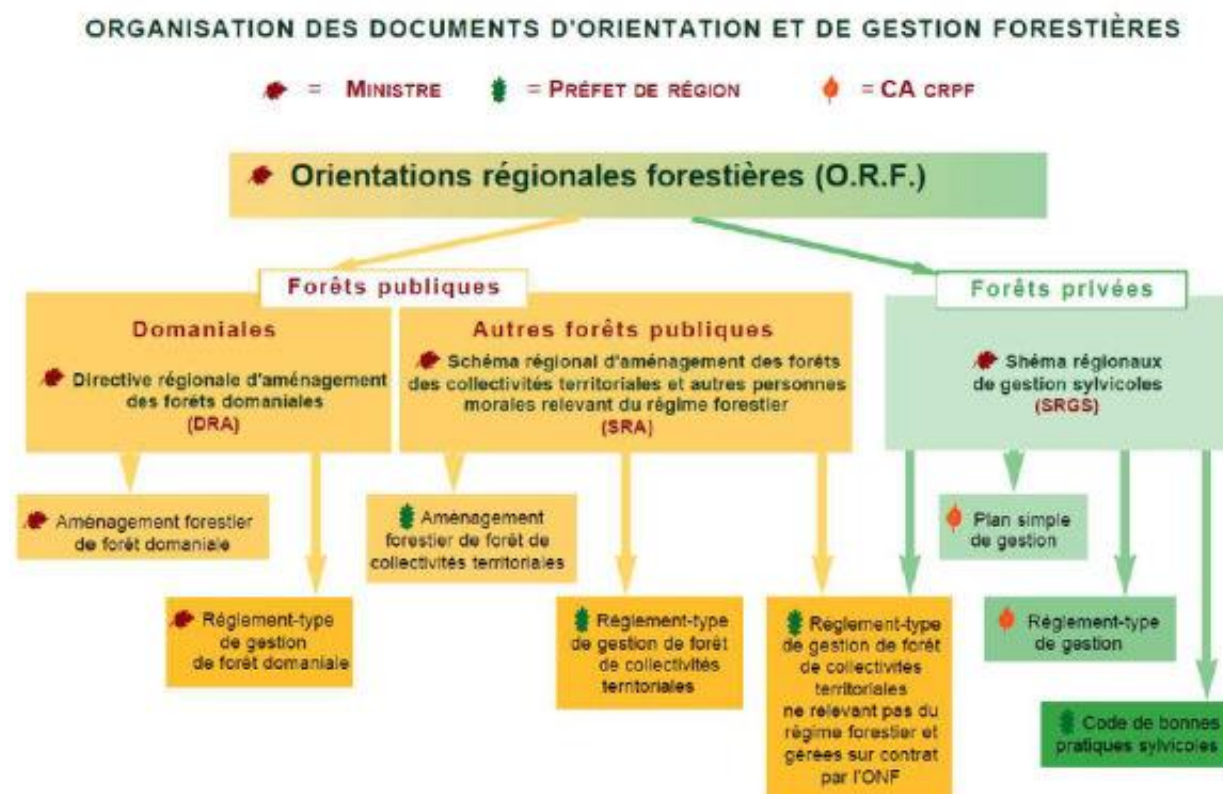 ORGANISATION DES DOCUMENTS D'ORIENTATION ET DE GESTION FORESTIÈRES
= MINISTRE = PRÉFET DE RÉGION = CA CRPF
Orientations régionales forestières (O.R.F.)
Forêts publiques
Forêts privées
Domaniales
Directive régionale d'aménagement
des forêts domaniales
(DRA)
Autres forêts publiques
Schéma régional d'aménagement des forêts
des collectivités territoriales et autres personnes
morales relevant du régime forestier
(SRA)
Shéma régionaux
de gestion sylvicoles
(SRGS)
Aménagement forestier
de forêt domaniale
Aménagement
forestier de forêt de
collectivités territoriales
Plan simple
de gestion
Réglement-type
de gestion
de forêt domaniale
Réglement-type
de gestion de forêt
de collectivités
territoriales
Réglement-type
de gestion de forêt
de collectivités
territoriales
ne relevant pas du
régime forestier et
gérées sur contrat
par l'ONF
Réglement-type
de gestion
Code de bonnes
pratiques sylvicoles